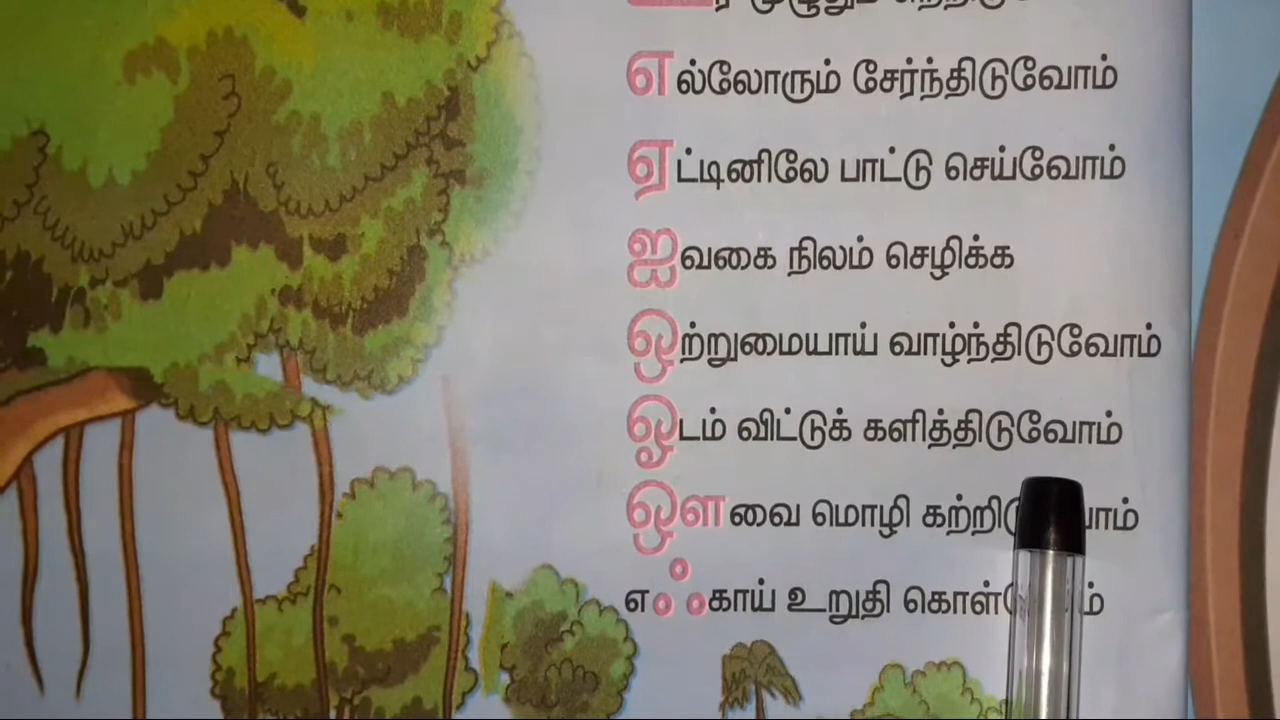 எல்லோரும் சேர்ந்திடுவோம்
ஏட்டினிலே பாட்டு செய்வோம்
ஐவகை நிலம் செழிக்க
ஒற்றுமையாய் வாழ்ந்திடுவோம்
ஓடம் விட்டுக் களித்திடுவோம்
ஔவை மொழி
எஃகாய் உறுதி